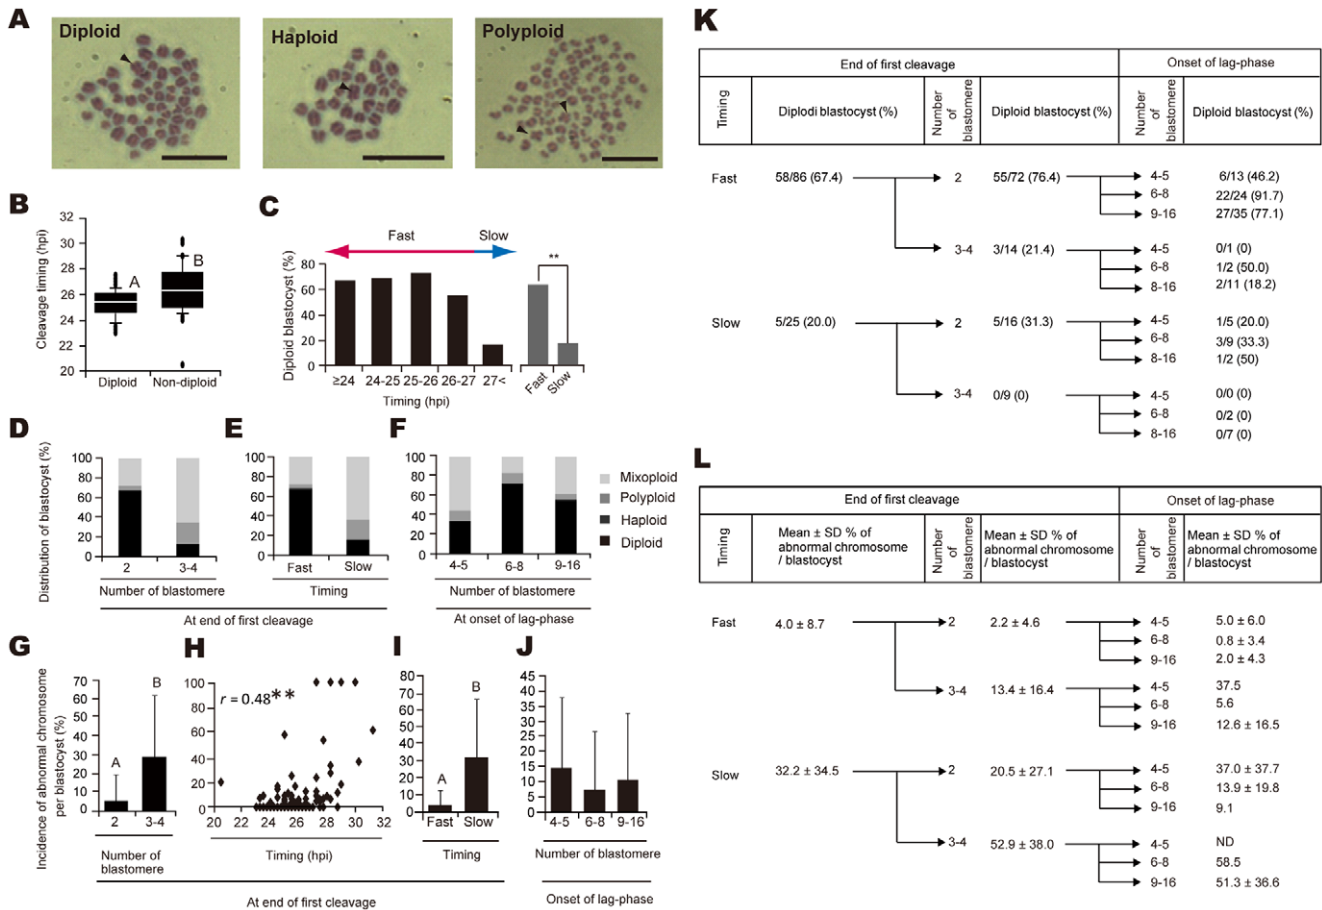 A
Diploid
Haploid
Polyploid
B
Cleavage timing (hpi)
32
30
28
26
24
22
20
A
B
Diploid
Non-diploid
C
Fast
Slow
Diploid blastocyst (%)
80
60
40
20
0
**
≥24
24-25
25-26
26-27
27<
Fast
Slow
Timing (hpi)
D
Distribution of blastocyst (%)
100
80
60
40
20
0
2
3-4
Number of blastomere
E
100
80
60
40
20
0
Fast
Slow
Timing
At end of first cleavage
F
100
80
60
40
20
0
4-5
6-8
9-16
Number of blastomere
At onset of lag-phase
Mixoploid
Polyploid
Haploid
Diploid
G
Incidence of abnormal chromosome
per blastocyst (%)
70
60
50
40
30
20
10
0
A
B
2
3-4
Number of
blastomere
H
100
80
60
40
20
0
r = 0.48**
20
22
24
26
28
30
32
Timing (hpi)
I
80
70
60
50
40
30
20
10
0
A
B
Fast
Slow
Timing
At end of first cleavage
J
45
40
35
30
25
20
15
10
5
0
4-5
6-8
9-16
Number of blastomere
Onset of lag-phase
K
End of first cleavage
Onset of lag-phase
Timing
Diplodi blastocyst (%)
Number
of
blastomere
Diploid blastocyst (%)
Number
of
blastomere
Diploid blastocyst (%)
Fast
58/86 (67.4)
2
55/72 (76.4)
4-5
6/13 (46.2)
6-8
22/24 (91.7)
9-16
27/35 (77.1)
3-4
3/14 (21.4)
4-5
0/1 (0)
6-8
1/2 (50.0)
8-16
2/11 (18.2)
Slow
5/25 (20.0)
2
5/16 (31.3)
4-5
1/5 (20.0)
6-8
3/9 (33.3)
8-16
1/2 (50)
3-4
0/9 (0)
4-5
0/0 (0)
6-8
0/2 (0)
8-16
0/7 (0)
L
End of first cleavage
Onset of lag-phase
Timing
Mean ± SD % of
abnormal chromosome
/ blastocyst
Number
of
blastomere
Mean ± SD % of
abnormal chromosome
/ blastocyst
Number
of
blastomere
Mean ± SD % of
abnormal chromosome
/ blastocyst
Fast
4.0 ± 8.7
2
2.2 ± 4.6
4-5
5.0 ± 6.0
6-8
0.8 ± 3.4
9-16
2.0 ± 4.3
3-4
13.4 ± 16.4
4-5
37.5
6-8
5.6
9-16
12.6 ± 16.5
Slow
32.2 ± 34.5
2
20.5 ± 27.1
4-5
37.0 ± 37.7
6-8
13.9 ± 19.8
9-16
9.1
3-4
52.9 ± 38.0
4-5
ND
6-8
58.5
9-16
51.3 ± 36.6